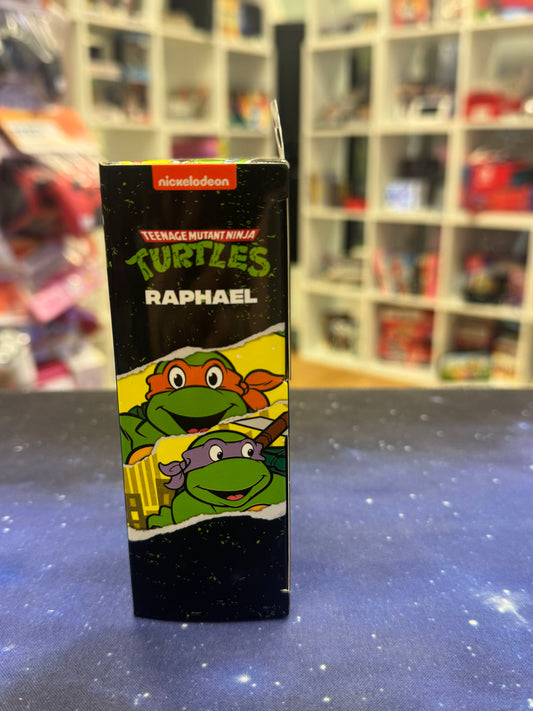 nickelodeon
TEENAGE MUTANT NINJA
TURTLES
RAPHAEL